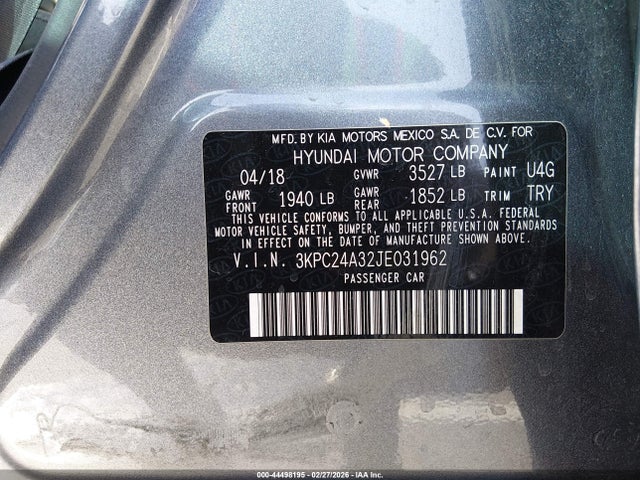 MFD. BY KIA MOTORS MEXICO S.A. DE C.V. FOR
HYUNDAI MOTOR COMPANY
04/18 GVWR 3527 LB PAINT U4G
GAWR FRONT 1940 LB GAWR REAR 1852 LB TRIM TRY
THIS VEHICLE CONFORMS TO ALL APPLICABLE U.S.A. FEDERAL
MOTOR VEHICLE SAFETY, BUMPER, AND THEFT PREVENTION STANDARDS
IN EFFECT ON THE DATE OF MANUFACTURE SHOWN ABOVE.
V.I.N. 3KPC24A32JE031962
PASSENGER CAR
000-44498195 - 02/27/2026 - IAA Inc.